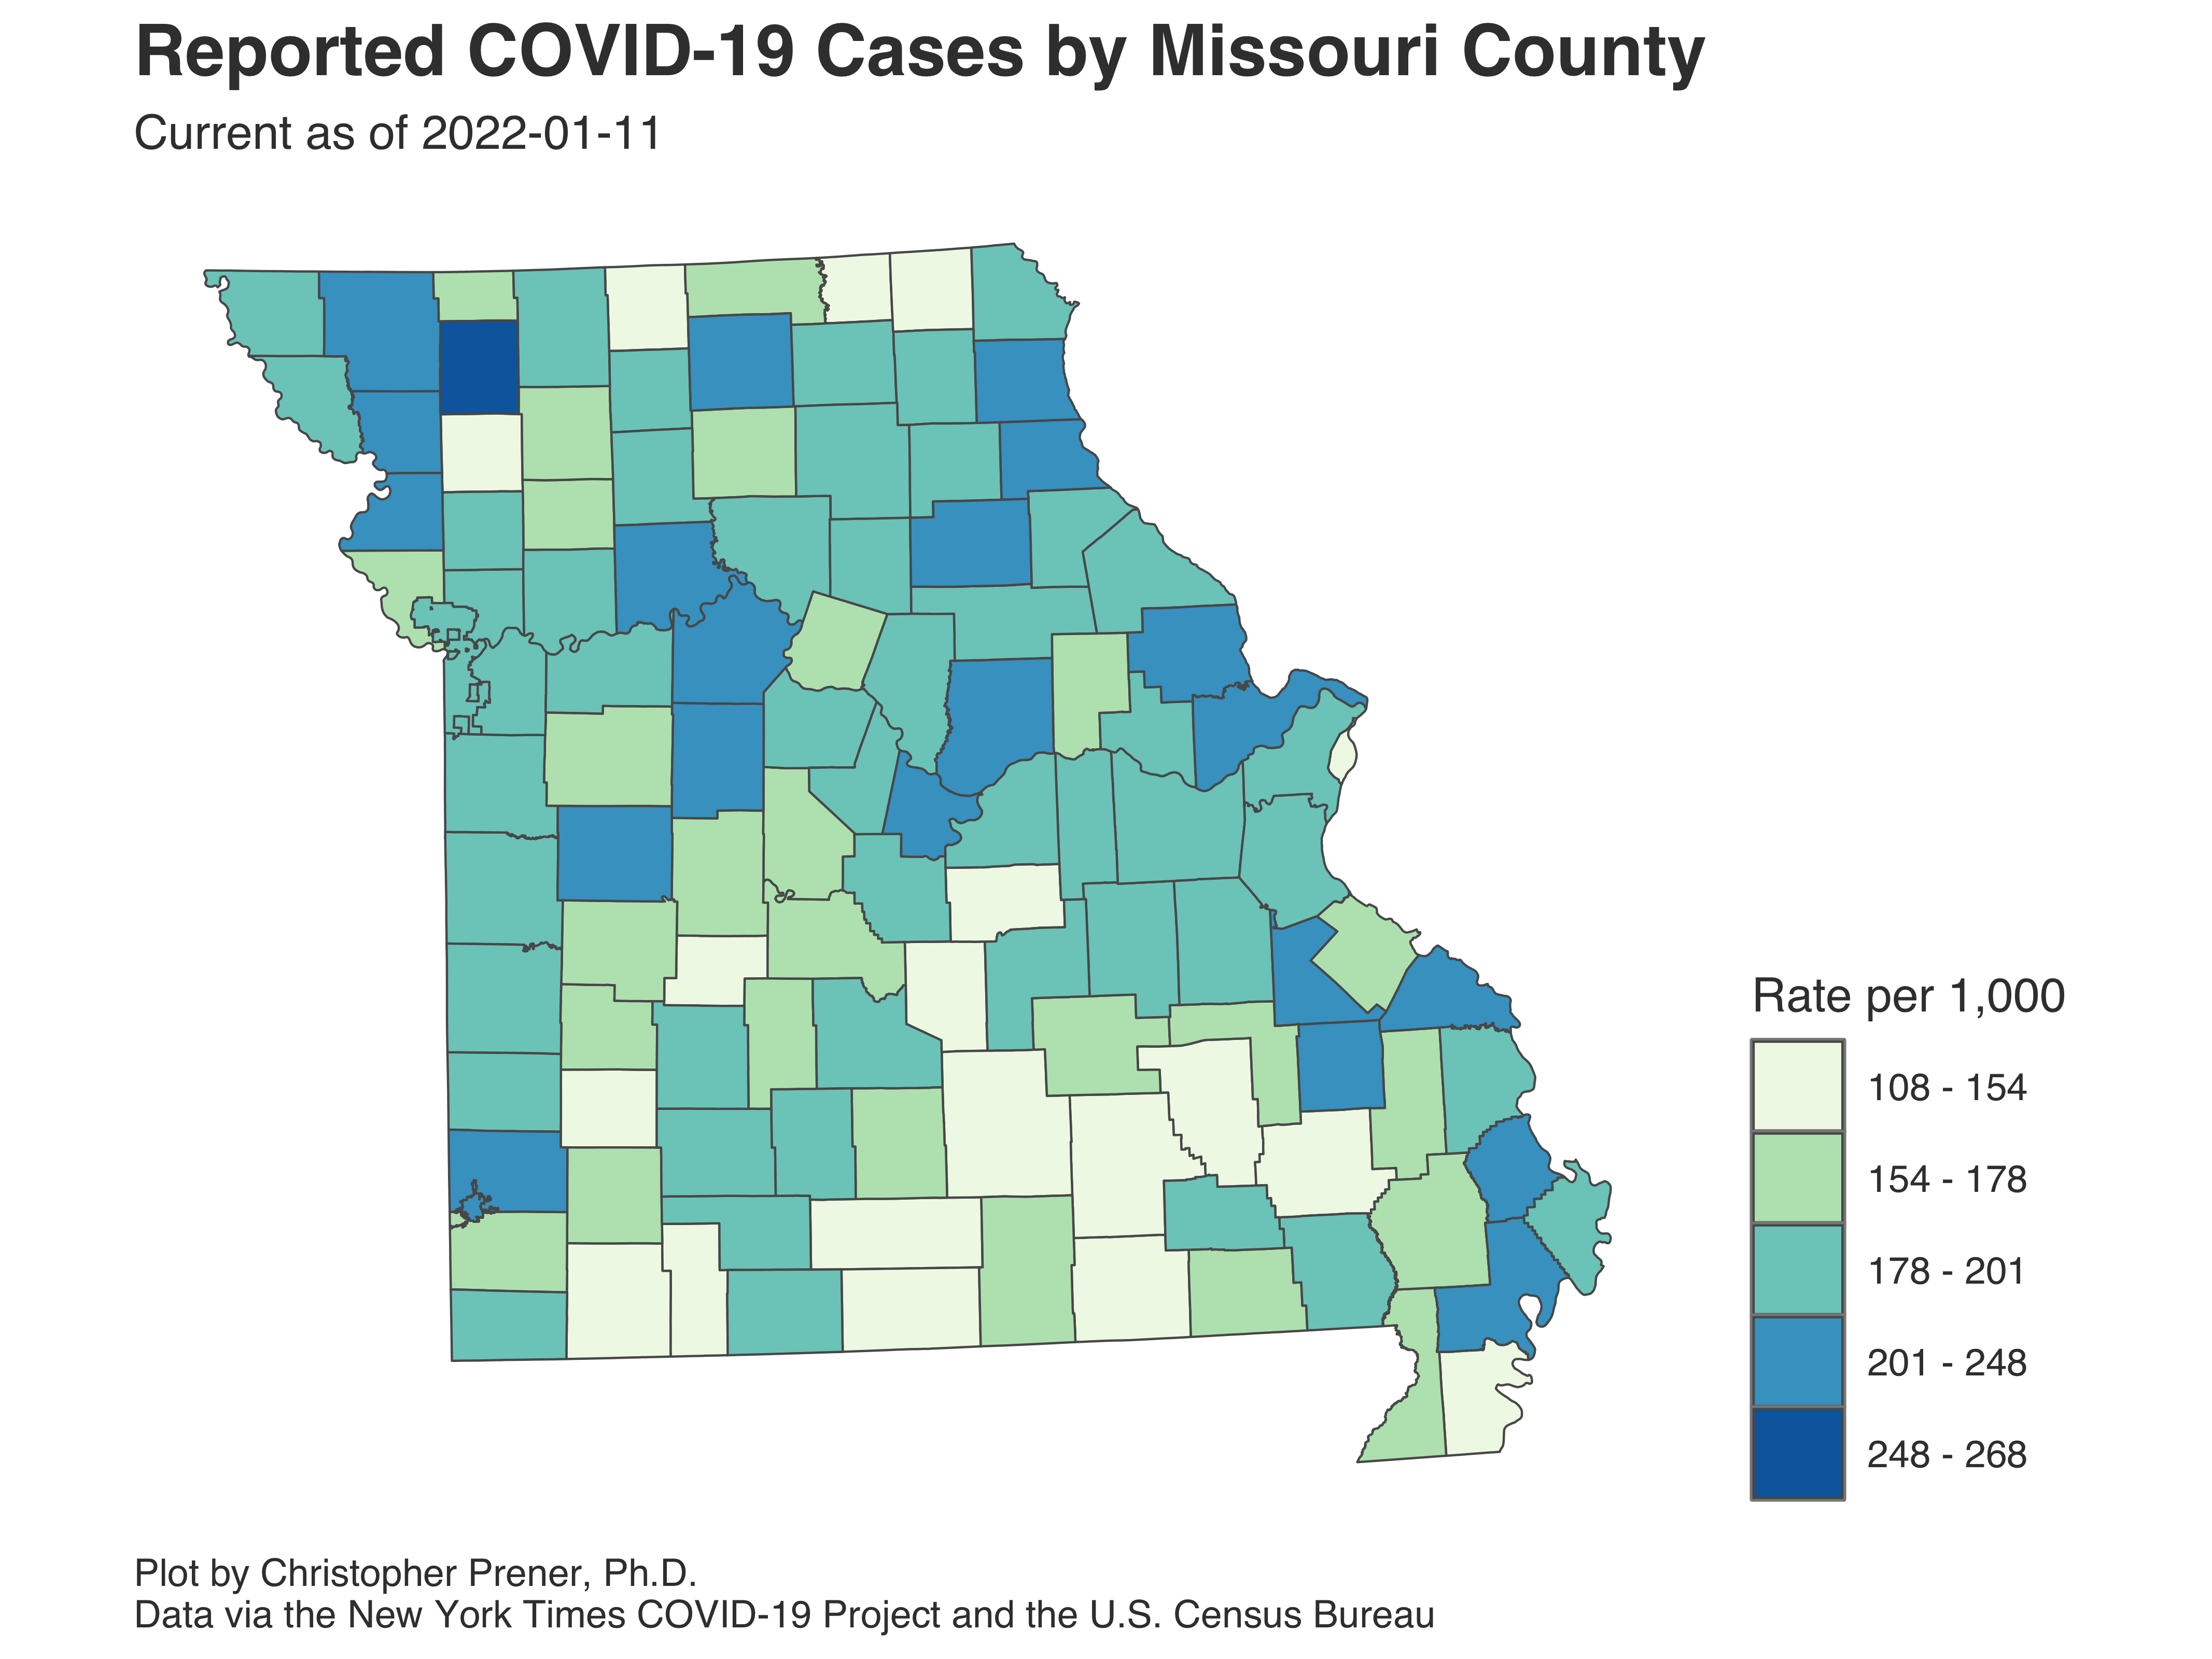 Reported COVID-19 Cases by Missouri County
Current as of 2022-01-11
Rate per 1,000
108 - 154
154 - 178
178 - 201
201 - 248
248 - 268
Plot by Christopher Prener, Ph.D.
Data via the New York Times COVID-19 Project and the U.S. Census Bureau